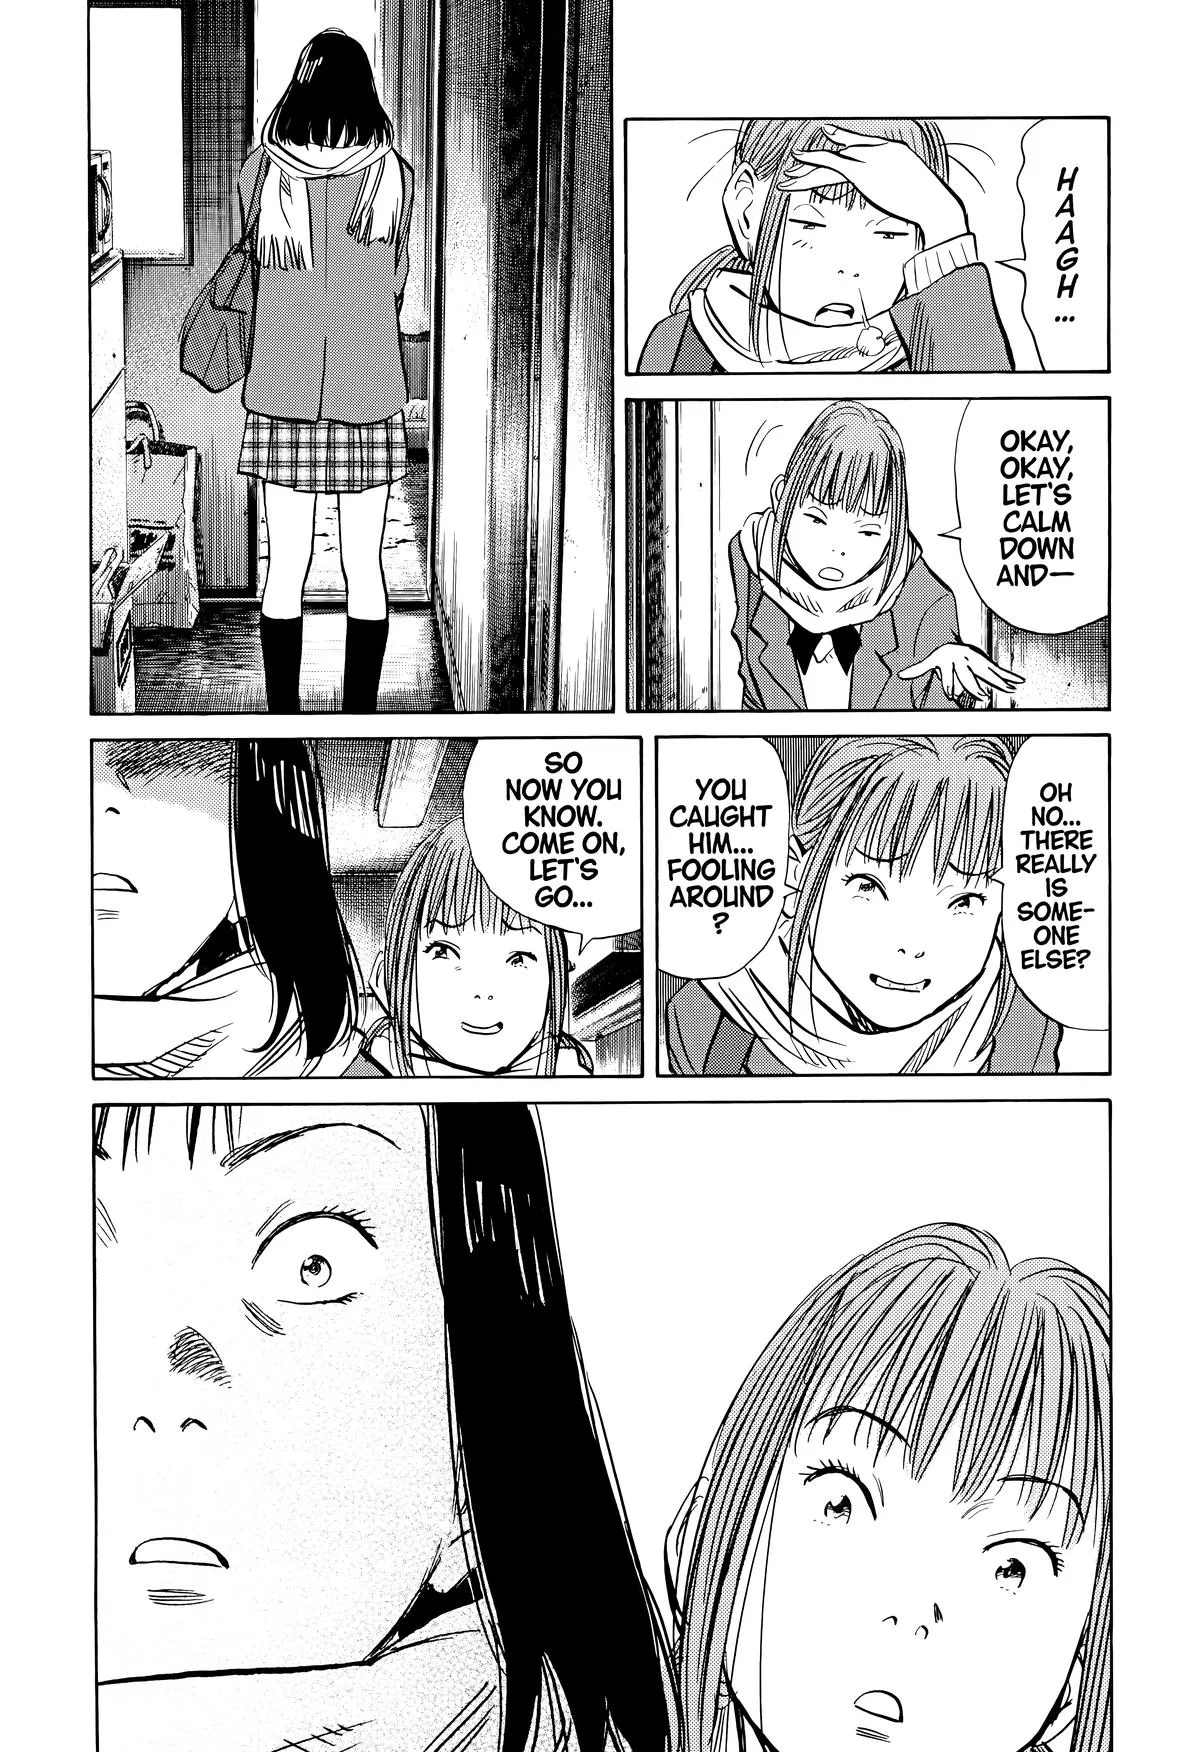 HAAGH...
OKAY,
OKAY,
LET'S
CALM
DOWN
AND—
OH
NO...
THERE
REALLY
IS
SOME-
ONE
ELSE?
YOU
CAUGHT
HIM...
FOOLING
AROUND
?
SO
NOW YOU
KNOW.
COME ON,
LET'S
GO...